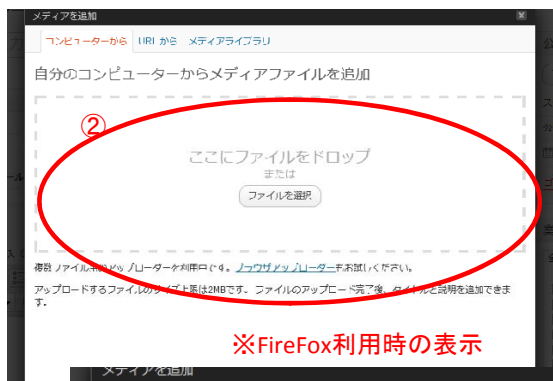 メディアを追加
コンピューターから URLから メディアライブラリ
自分のコンピューターからメディアファイルを追加
②
ここにファイルをドロップ
または
ファイルを選択
複数ファイル用のアップローダーを利用中です。ブラウザアップローダーもお試しください。
アップロードするファイルのサイズ上限は2MBです。ファイルのアップロード完了後、タイトルと説明を追加できま
す。
※FireFox利用時の表示
メディアを追加